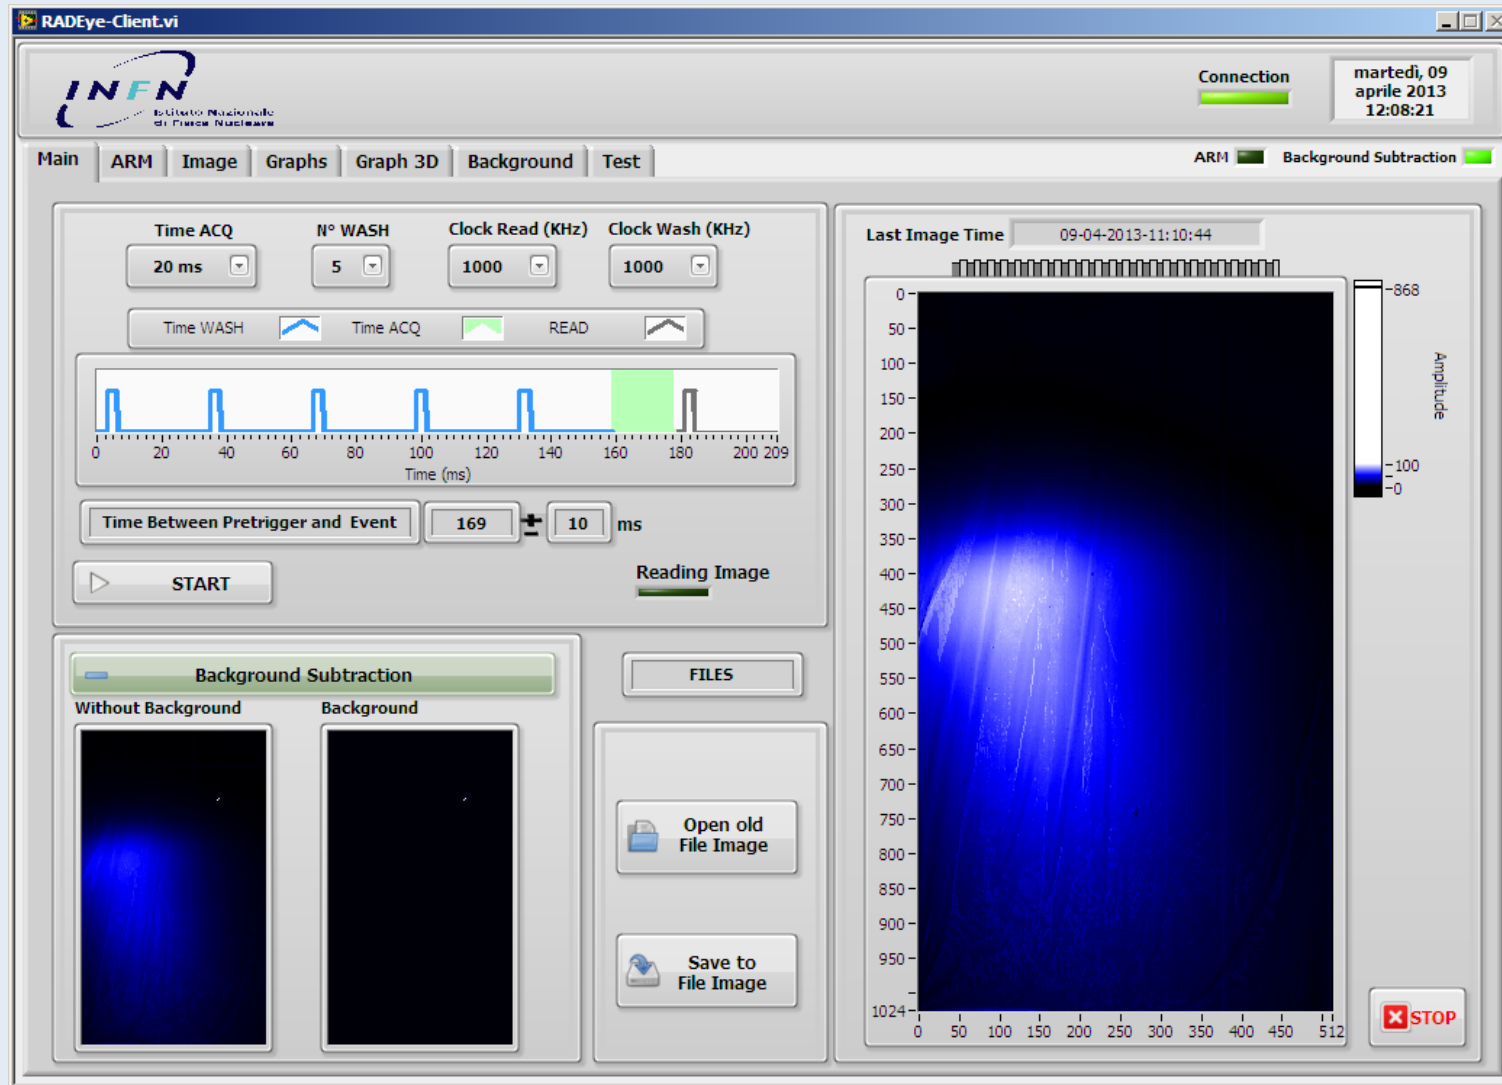 RADEye-Client.vi
INFN
Istituto Nazionale
di Fisica Nucleare
Connection
martedì, 09
aprile 2013
12:08:21
Main ARM Image Graphs Graph 3D Background Test
ARM Background Subtraction
Time ACQ N° WASH Clock Read (KHz) Clock Wash (KHz)
20 ms 5 1000 1000
Time WASH Time ACQ READ
0 20 40 60 80 100 120 140 160 180 200 209
Time (ms)
Time Between Pretrigger and Event 169 ± 10 ms
START
Reading Image
Background Subtraction
Without Background Background
FILES
Open old
File Image
Save to
File Image
Last Image Time 09-04-2013-11:10:44
0
50
100
150
200
250
300
350
400
450
500
550
600
650
700
750
800
850
900
950
1024
0 50 100 150 200 250 300 350 400 450 512
868
100
0
Amplitude
STOP